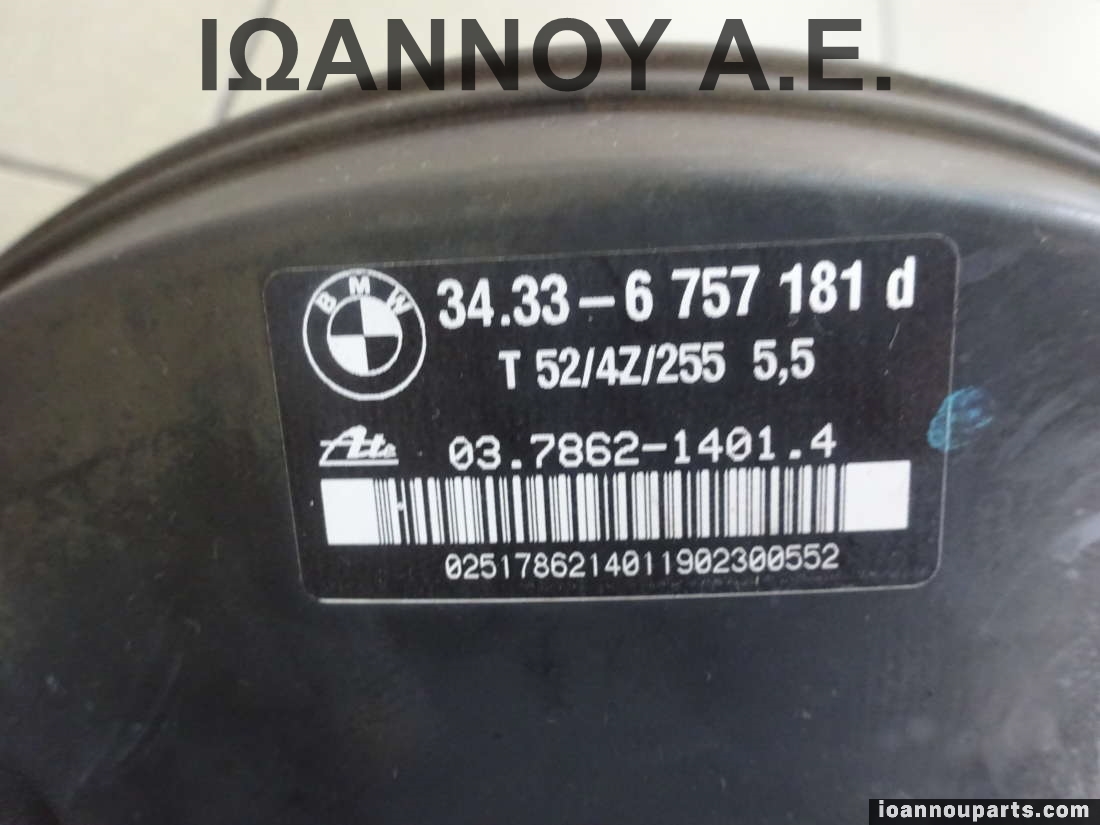 ΙΩΑΝΝΟΥ Α.Ε.
BMW
34.33-6 757 181 d
T 52/4Z/255 5,5
Ate 03.7862-1401.4
0251786214011902300552
ioannouparts.com